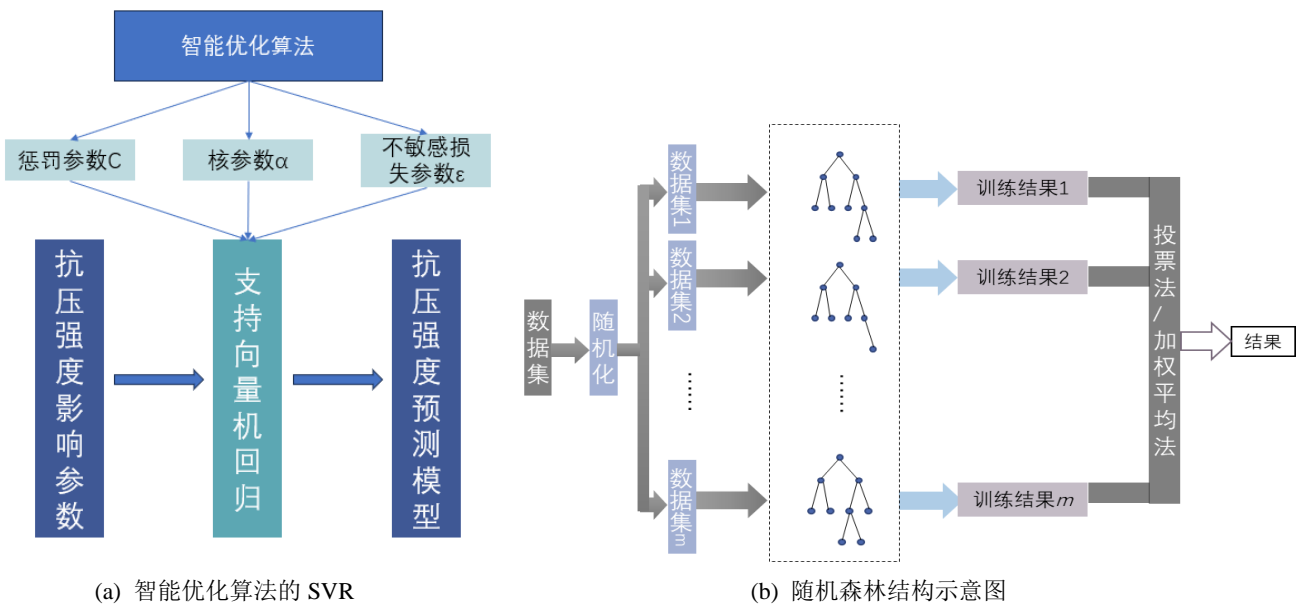 智能优化算法
惩罚参数C
核参数α
不敏感损
失参数ε
抗压强度影响参数
支持向量机回归
抗压强度预测模型
(a) 智能优化算法的 SVR
数据集
随机化
数据集1
数据集2
……
数据集m
……
训练结果1
训练结果2
训练结果m
投票法/加权平均法
结果
(b) 随机森林结构示意图